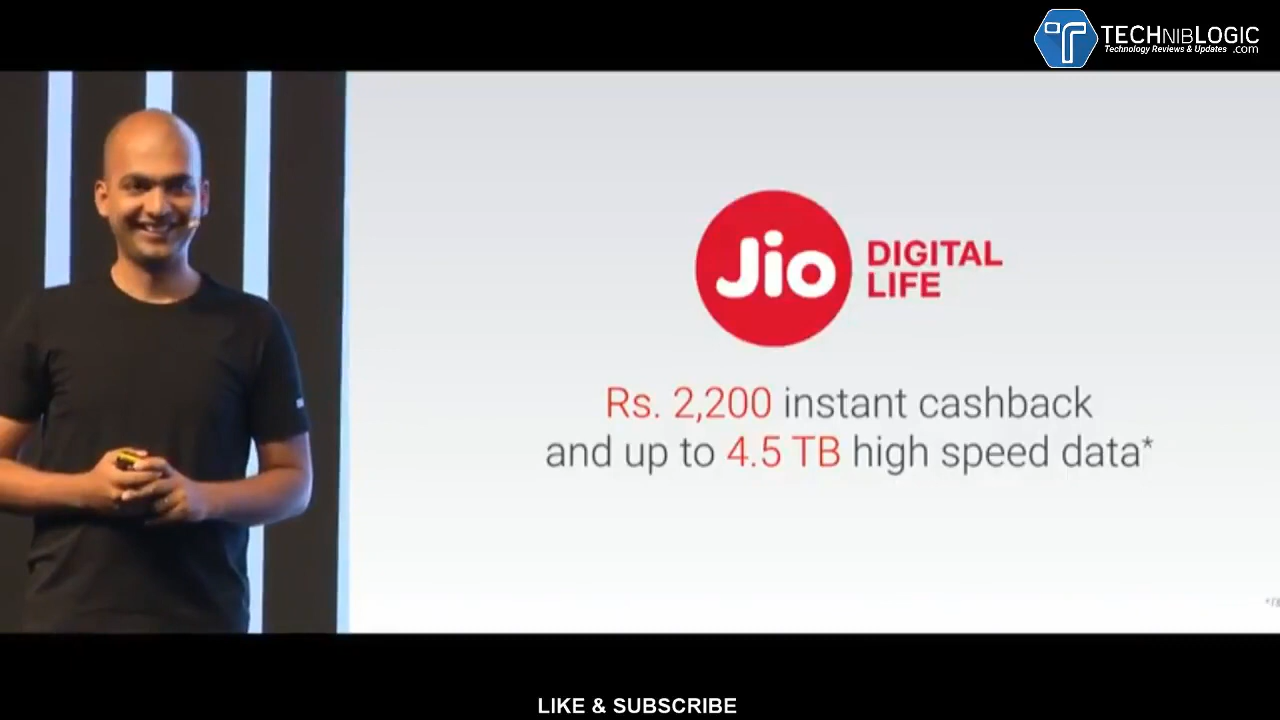 TECHNIBLOGIC
Technology Reviews & Updates .com
Jio DIGITAL
LIFE
Rs. 2,200 instant cashback
and up to 4.5 TB high speed data*
LIKE & SUBSCRIBE